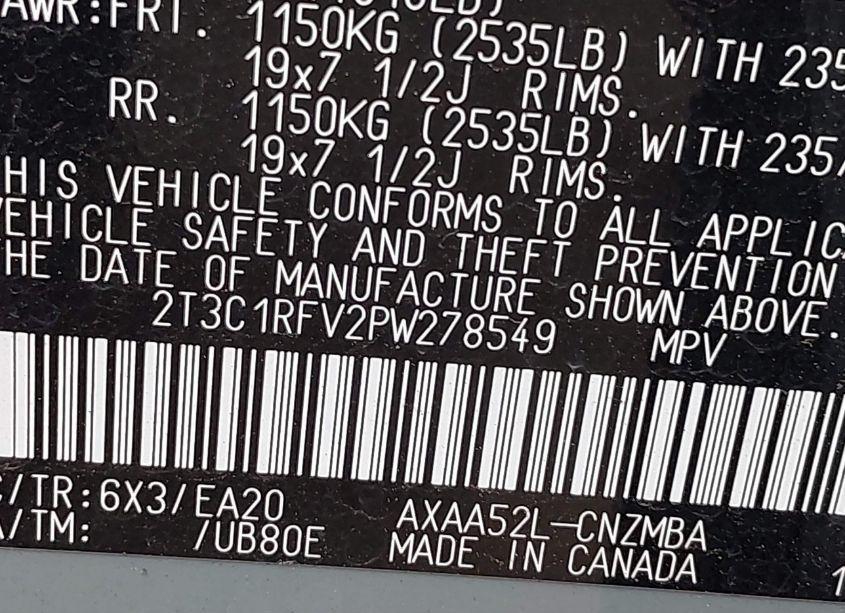 AWR:FRT. 1150KG (2535LB) WITH 235
19x7 1/2J RIMS.
RR. 1150KG (2535LB) WITH 235/
19x7 1/2J RIMS.
HIS VEHICLE CONFORMS TO ALL APPLIC
VEHICLE SAFETY AND THEFT PREVENTION
HE DATE OF MANUFACTURE SHOWN ABOVE.
2T3C1RFV2PW278549 MPV
C/TR:6X3/EA20 AXAA52L-CNZMBA
A/TM: /UB80E MADE IN CANADA